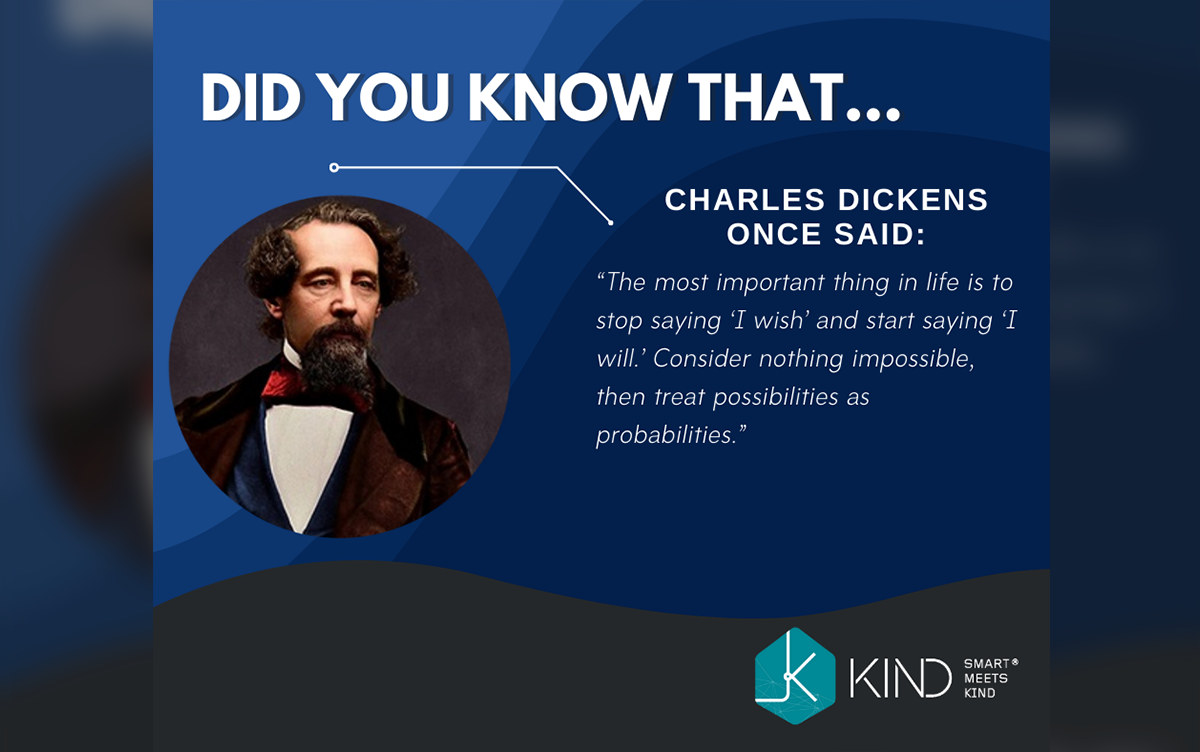 DID YOU KNOW THAT...
CHARLES DICKENS
ONCE SAID:
“The most important thing in life is to
stop saying ‘I wish’ and start saying ‘I
will.’ Consider nothing impossible,
then treat possibilities as
probabilities.”
KIND
SMART®
MEETS
KIND